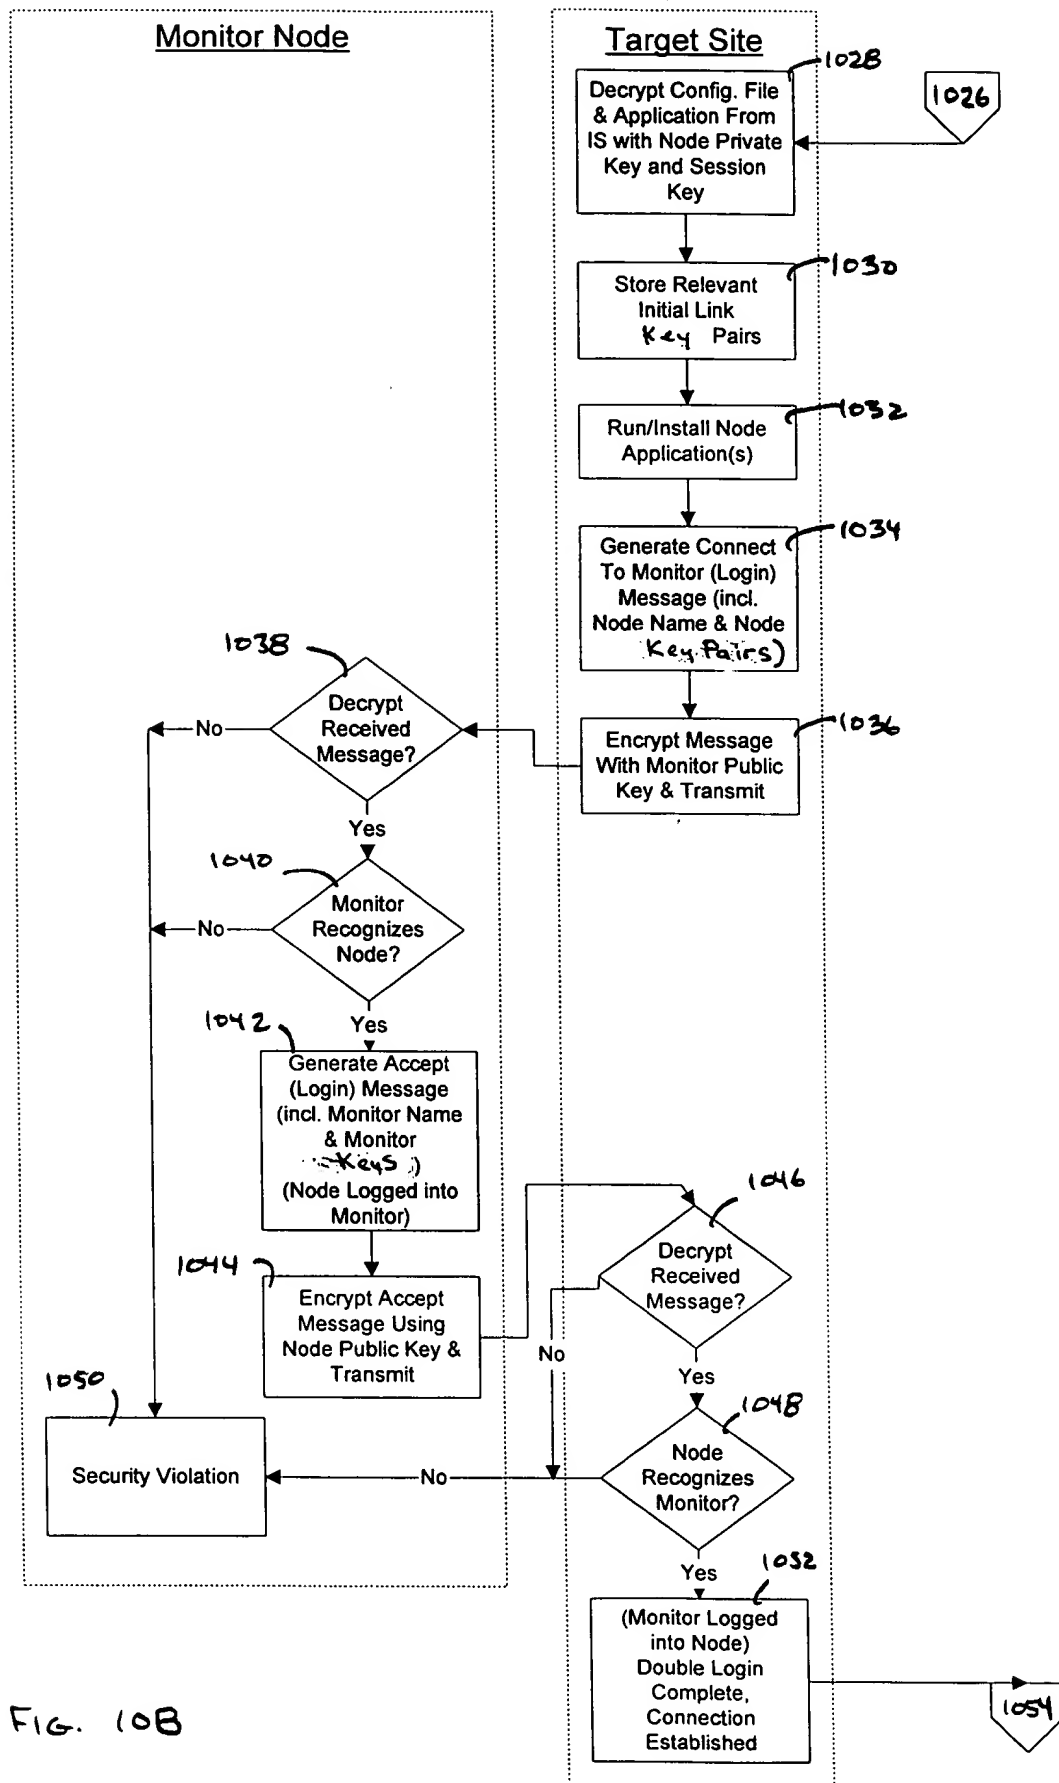 Monitor Node
Target Site
1028
1026
Decrypt Config. File
& Application From
IS with Node Private
Key and Session
Key
1030
Store Relevant
Initial Link
Key Pairs
1032
Run/Install Node
Application(s)
1034
Generate Connect
To Monitor (Login)
Message (incl.
Node Name & Node
Key Pairs)
1036
Encrypt Message
With Monitor Public
Key & Transmit
1038
Decrypt
Received
Message?
No
Yes
1040
Monitor
Recognizes
Node?
No
Yes
1042
Generate Accept
(Login) Message
(incl. Monitor Name
& Monitor
Keys)
(Node Logged into
Monitor)
1044
Encrypt Accept
Message Using
Node Public Key &
Transmit
1046
Decrypt
Received
Message?
No
Yes
1048
Node
Recognizes
Monitor?
No
Yes
1050
Security Violation
1052
(Monitor Logged
into Node)
Double Login
Complete,
Connection
Established
1054
FIG. 10B